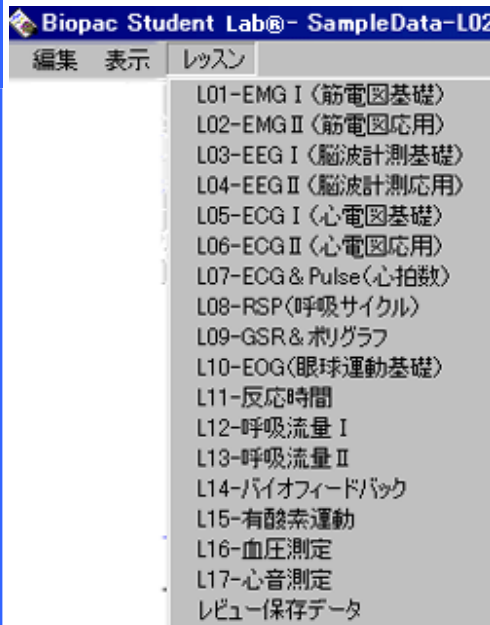 Biopac Student Lab®- SampleData-L02
編集 表示 レッスン
L01-EMG Ⅰ（筋電図基礎）
L02-EMGⅡ（筋電図応用）
L03-EEG Ⅰ（脳波計測基礎）
L04-EEGⅡ（脳波計測応用）
L05-ECG Ⅰ（心電図基礎）
L06-ECGⅡ（心電図応用）
L07-ECG＆Pulse(心拍数)
L08-RSP(呼吸サイクル)
L09-GSR＆ポリグラフ
L10-EOG(眼球運動基礎)
L11-反応時間
L12-呼吸流量Ⅰ
L13-呼吸流量Ⅱ
L14-バイオフィードバック
L15-有酸素運動
L16-血圧測定
L17-心音測定
レビュー保存データ